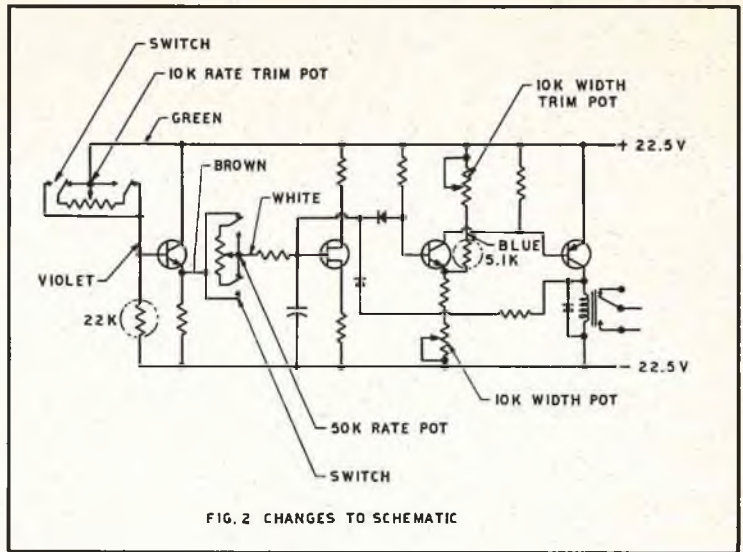 SWITCH
10K RATE TRIM POT
GREEN
10K WIDTH
TRIM POT
+ 22.5V
BROWN
WHITE
BLUE
5.1K
VIOLET
22K
- 22.5V
10K WIDTH POT
50K RATE POT
SWITCH
FIG. 2 CHANGES TO SCHEMATIC